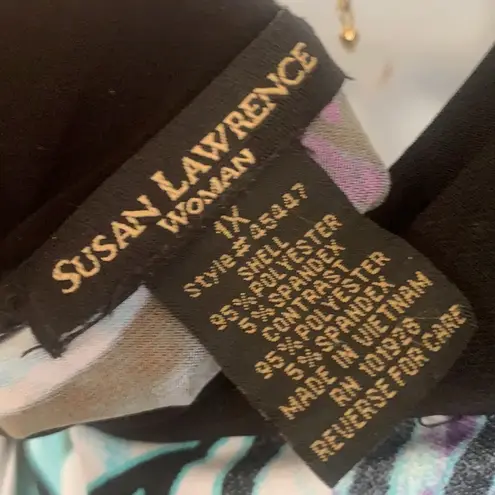 SUSAN LAWRENCE
WOMAN
1X
Style#45447
SHELL
95% POLYESTER
5% SPANDEX
CONTRAST
95% POLYESTER
5% SPANDEX
MADE IN VIETNAM
RN 101920
REVERSE FOR CARE